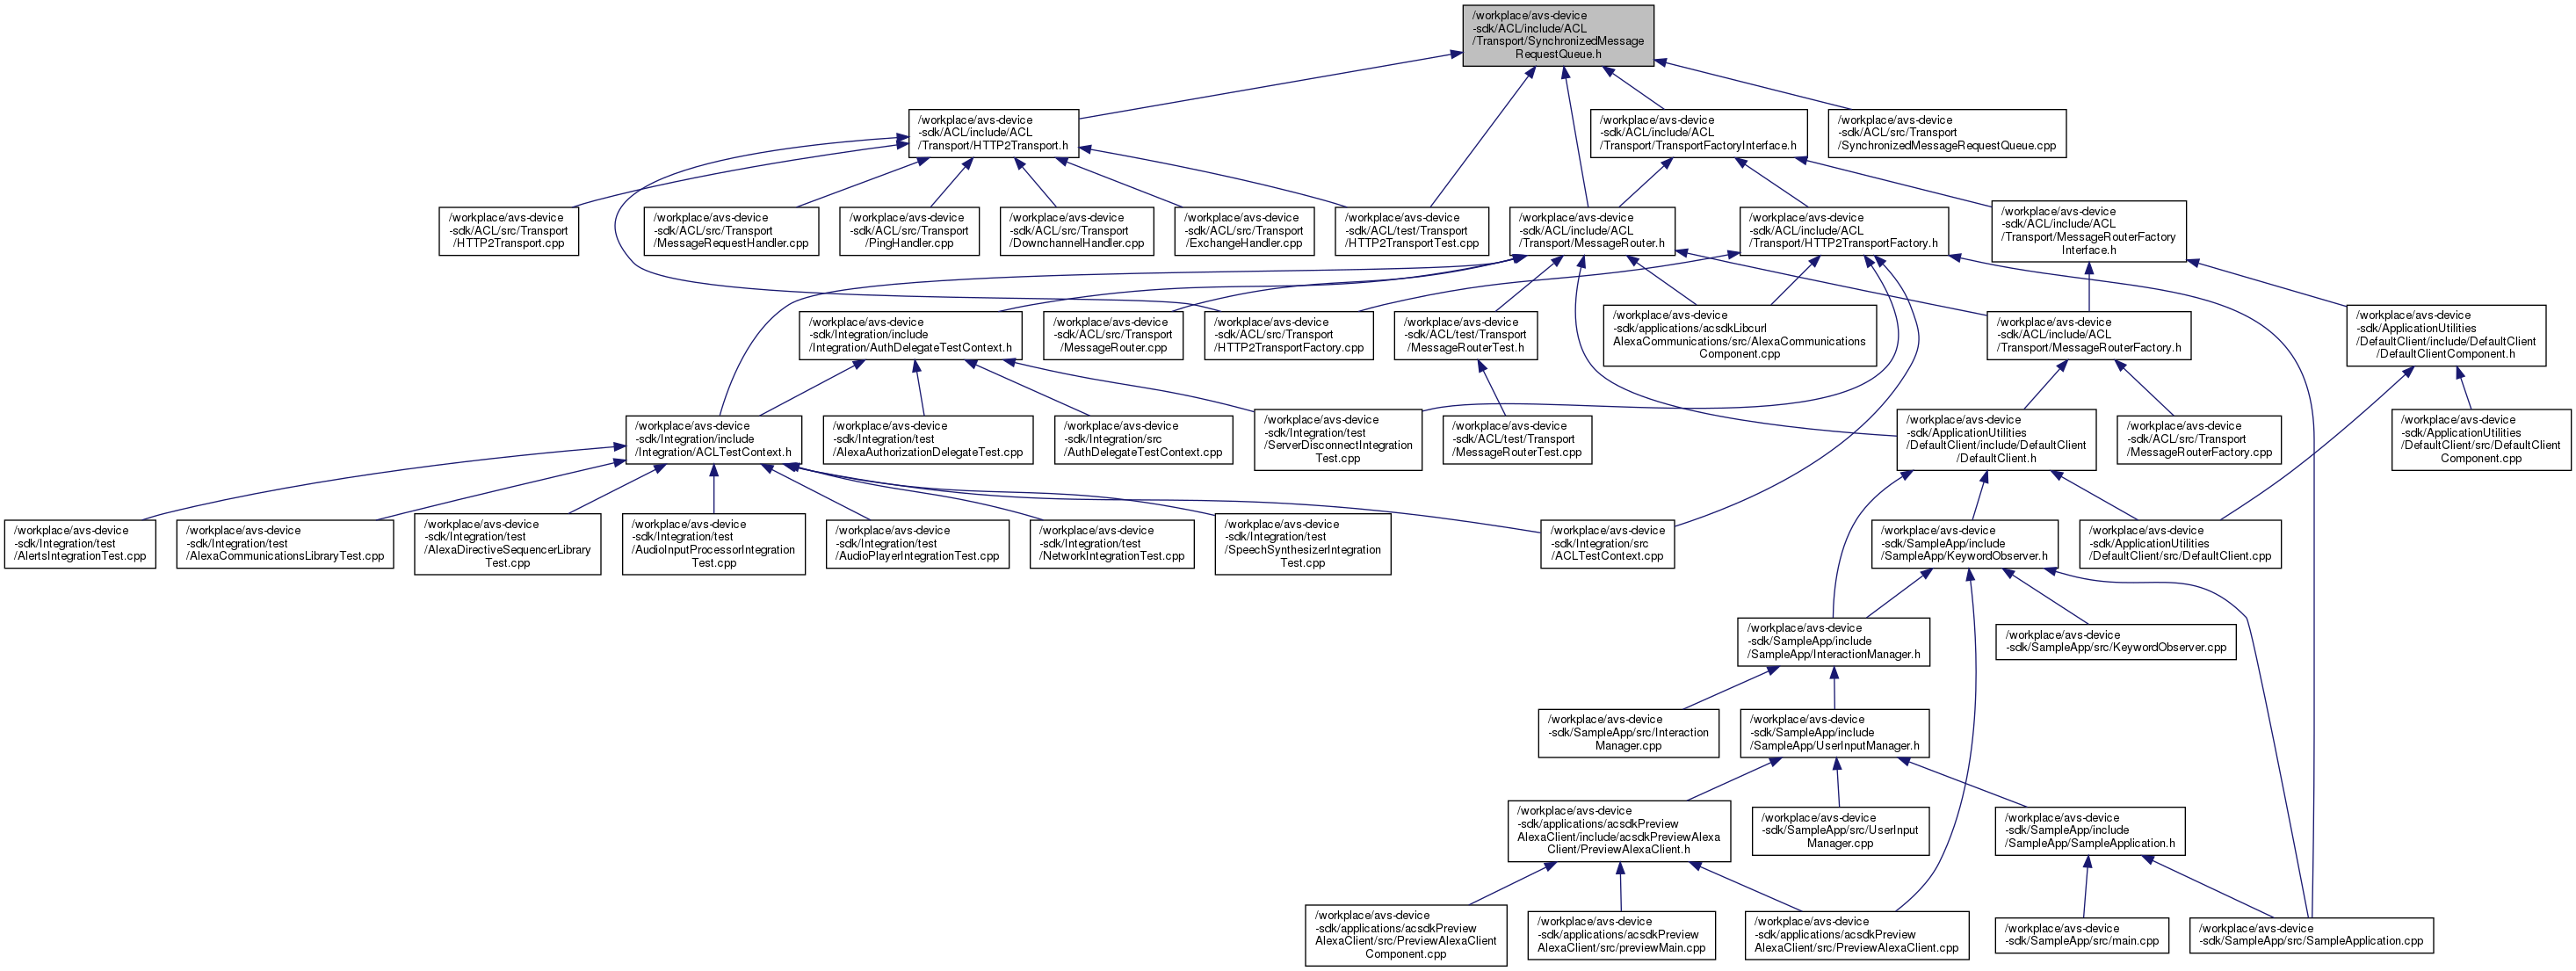 /workplace/avs-device
-sdk/ACL/include/ACL
/Transport/SynchronizedMessage
RequestQueue.h
/workplace/avs-device
-sdk/ACL/include/ACL
/Transport/HTTP2Transport.h
/workplace/avs-device
-sdk/ACL/include/ACL
/Transport/TransportFactoryInterface.h
/workplace/avs-device
-sdk/ACL/src/Transport
/SynchronizedMessageRequestQueue.cpp
/workplace/avs-device
-sdk/ACL/src/Transport
/HTTP2Transport.cpp
/workplace/avs-device
-sdk/ACL/src/Transport
/MessageRequestHandler.cpp
/workplace/avs-device
-sdk/ACL/src/Transport
/PingHandler.cpp
/workplace/avs-device
-sdk/ACL/src/Transport
/DownchannelHandler.cpp
/workplace/avs-device
-sdk/ACL/src/Transport
/ExchangeHandler.cpp
/workplace/avs-device
-sdk/ACL/test/Transport
/HTTP2TransportTest.cpp
/workplace/avs-device
-sdk/ACL/include/ACL
/Transport/MessageRouter.h
/workplace/avs-device
-sdk/ACL/include/ACL
/Transport/HTTP2TransportFactory.h
/workplace/avs-device
-sdk/ACL/include/ACL
/Transport/MessageRouterFactory
Interface.h
/workplace/avs-device
-sdk/Integration/include
/Integration/AuthDelegateTestContext.h
/workplace/avs-device
-sdk/ACL/src/Transport
/MessageRouter.cpp
/workplace/avs-device
-sdk/ACL/src/Transport
/HTTP2TransportFactory.cpp
/workplace/avs-device
-sdk/ACL/test/Transport
/MessageRouterTest.h
/workplace/avs-device
-sdk/applications/acsdkLibcurl
AlexaCommunications/src/AlexaCommunications
Component.cpp
/workplace/avs-device
-sdk/ACL/include/ACL
/Transport/MessageRouterFactory.h
/workplace/avs-device
-sdk/ApplicationUtilities
/DefaultClient/include/DefaultClient
/DefaultClientComponent.h
/workplace/avs-device
-sdk/Integration/include
/Integration/ACLTestContext.h
/workplace/avs-device
-sdk/Integration/test
/AlexaAuthorizationDelegateTest.cpp
/workplace/avs-device
-sdk/Integration/src
/AuthDelegateTestContext.cpp
/workplace/avs-device
-sdk/Integration/test
/ServerDisconnectIntegration
Test.cpp
/workplace/avs-device
-sdk/ACL/test/Transport
/MessageRouterTest.cpp
/workplace/avs-device
-sdk/ApplicationUtilities
/DefaultClient/include/DefaultClient
/DefaultClient.h
/workplace/avs-device
-sdk/ACL/src/Transport
/MessageRouterFactory.cpp
/workplace/avs-device
-sdk/ApplicationUtilities
/DefaultClient/src/DefaultClient
Component.cpp
/workplace/avs-device
-sdk/Integration/test
/AlertsIntegrationTest.cpp
/workplace/avs-device
-sdk/Integration/test
/AlexaCommunicationsLibraryTest.cpp
/workplace/avs-device
-sdk/Integration/test
/AlexaDirectiveSequencerLibrary
Test.cpp
/workplace/avs-device
-sdk/Integration/test
/AudioInputProcessorIntegration
Test.cpp
/workplace/avs-device
-sdk/Integration/test
/AudioPlayerIntegrationTest.cpp
/workplace/avs-device
-sdk/Integration/test
/NetworkIntegrationTest.cpp
/workplace/avs-device
-sdk/Integration/test
/SpeechSynthesizerIntegration
Test.cpp
/workplace/avs-device
-sdk/Integration/src
/ACLTestContext.cpp
/workplace/avs-device
-sdk/SampleApp/include
/SampleApp/KeywordObserver.h
/workplace/avs-device
-sdk/ApplicationUtilities
/DefaultClient/src/DefaultClient.cpp
/workplace/avs-device
-sdk/SampleApp/include
/SampleApp/InteractionManager.h
/workplace/avs-device
-sdk/SampleApp/src/KeywordObserver.cpp
/workplace/avs-device
-sdk/SampleApp/src/Interaction
Manager.cpp
/workplace/avs-device
-sdk/SampleApp/include
/SampleApp/UserInputManager.h
/workplace/avs-device
-sdk/applications/acsdkPreview
AlexaClient/include/acsdkPreviewAlexa
Client/PreviewAlexaClient.h
/workplace/avs-device
-sdk/SampleApp/src/UserInput
Manager.cpp
/workplace/avs-device
-sdk/SampleApp/include
/SampleApp/SampleApplication.h
/workplace/avs-device
-sdk/applications/acsdkPreview
AlexaClient/src/PreviewAlexaClient
Component.cpp
/workplace/avs-device
-sdk/applications/acsdkPreview
AlexaClient/src/previewMain.cpp
/workplace/avs-device
-sdk/applications/acsdkPreview
AlexaClient/src/PreviewAlexaClient.cpp
/workplace/avs-device
-sdk/SampleApp/src/main.cpp
/workplace/avs-device
-sdk/SampleApp/src/SampleApplication.cpp